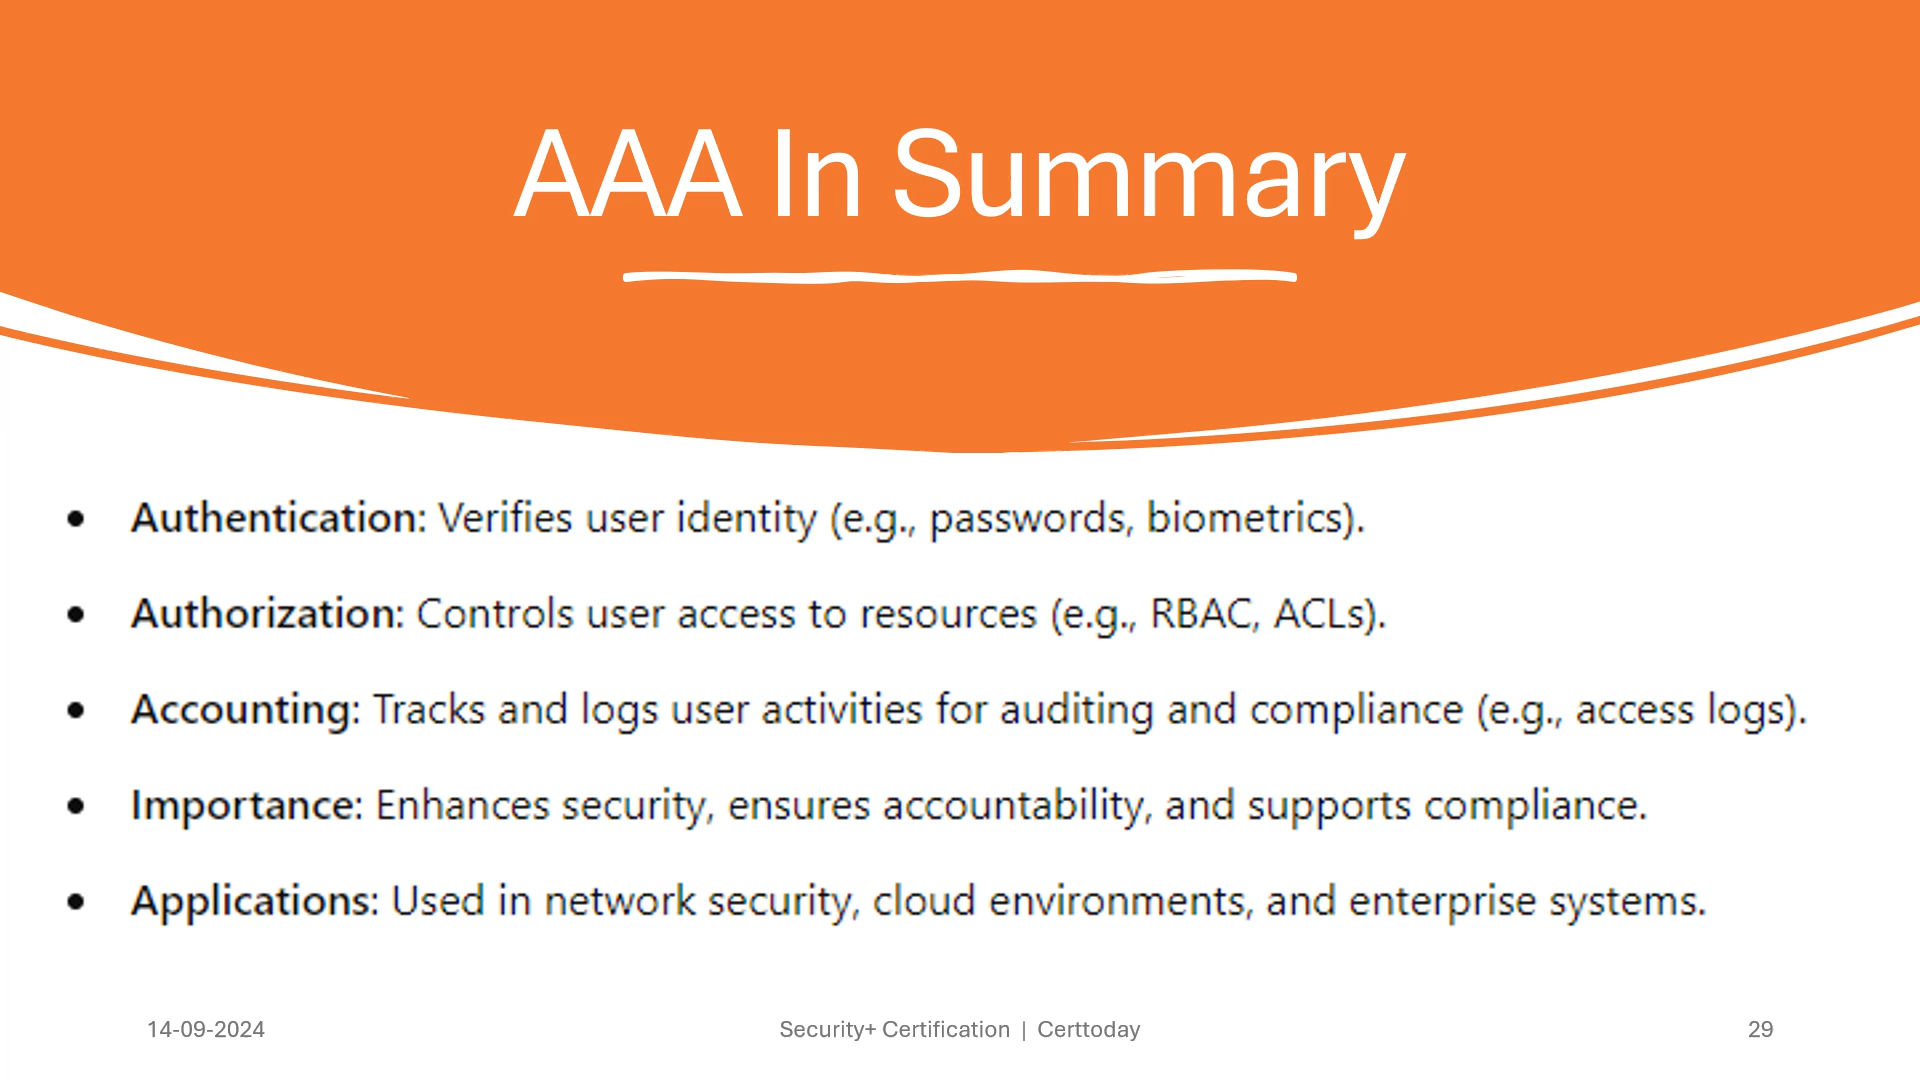 AAA In Summary
• Authentication: Verifies user identity (e.g., passwords, biometrics).
• Authorization: Controls user access to resources (e.g., RBAC, ACLs).
• Accounting: Tracks and logs user activities for auditing and compliance (e.g., access logs).
• Importance: Enhances security, ensures accountability, and supports compliance.
• Applications: Used in network security, cloud environments, and enterprise systems.
14-09-2024
Security+ Certification | Certtoday
29